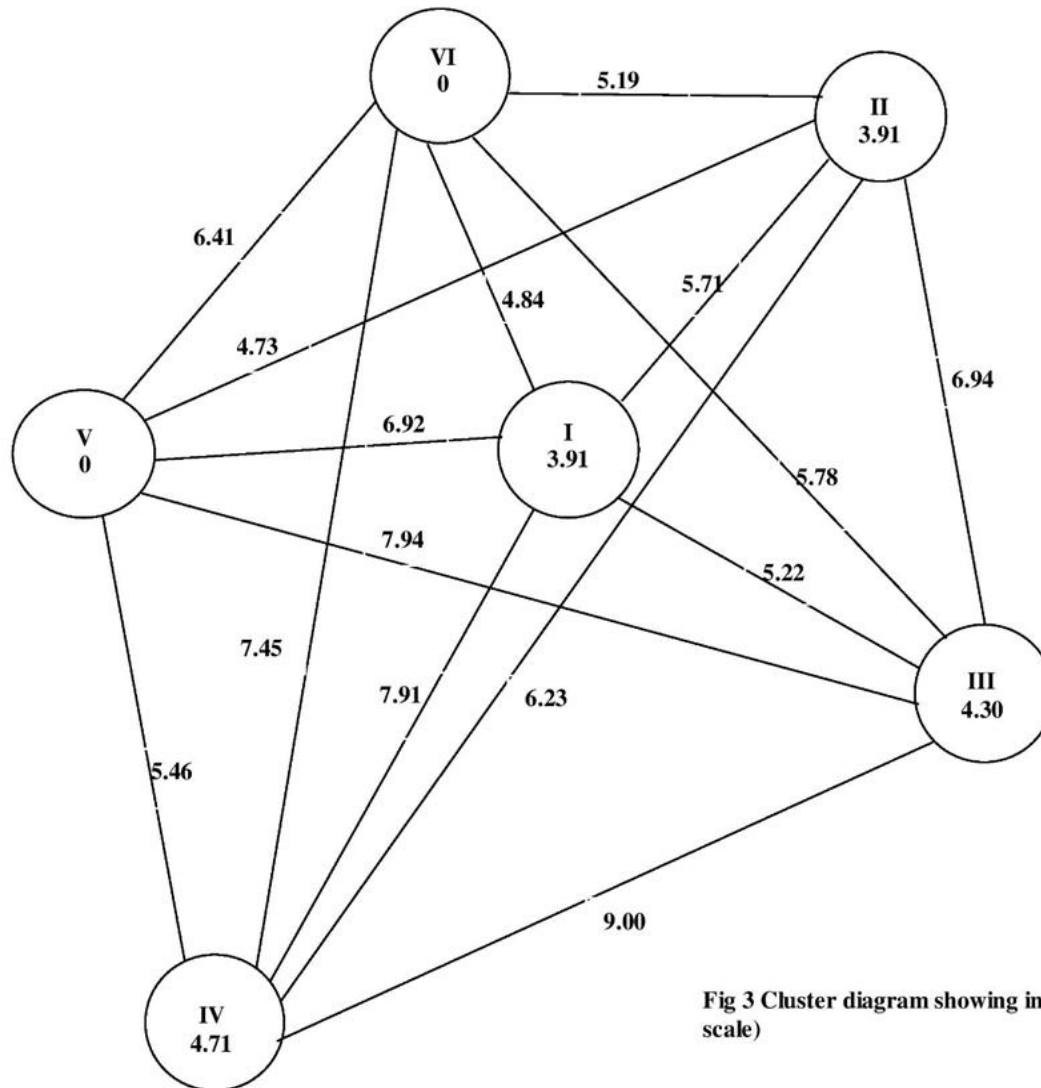 VI
0
5.19
II
3.91
6.41
4.84
5.71
4.73
6.94
V
0
6.92
I
3.91
5.78
7.94
5.22
7.45
7.91
6.23
III
4.30
5.46
9.00
IV
4.71
Fig 3 Cluster diagram showing in
scale)